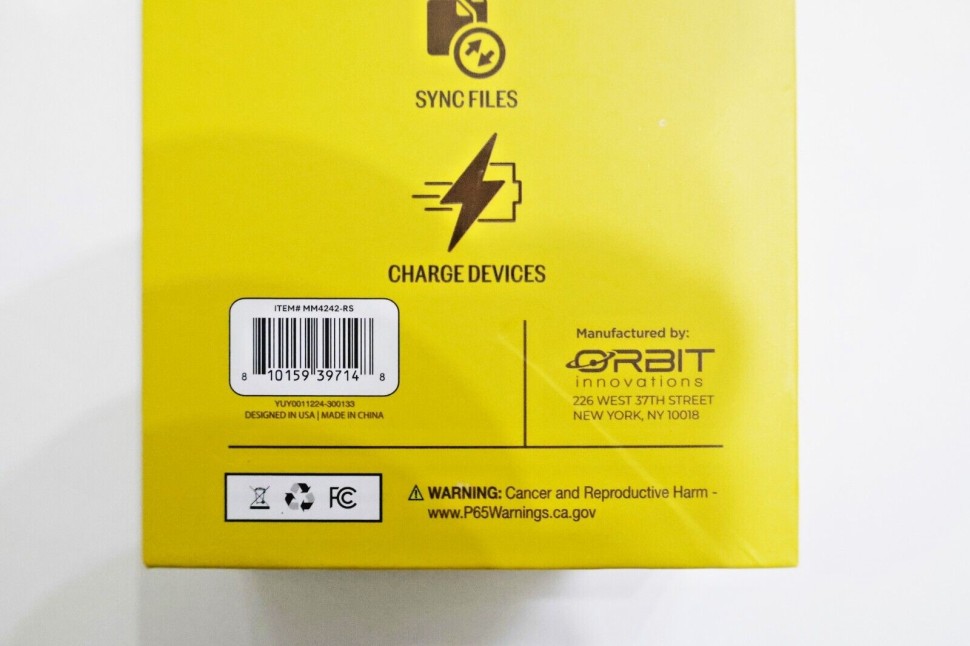 SYNC FILES
CHARGE DEVICES
ITEM# MM4242-RS
8 10159 39714 8
YUY0011224-300133
DESIGNED IN USA | MADE IN CHINA
Manufactured by:
ORBIT
innovations
226 WEST 37TH STREET
NEW YORK, NY 10018
FC
WARNING: Cancer and Reproductive Harm -
www.P65Warnings.ca.gov